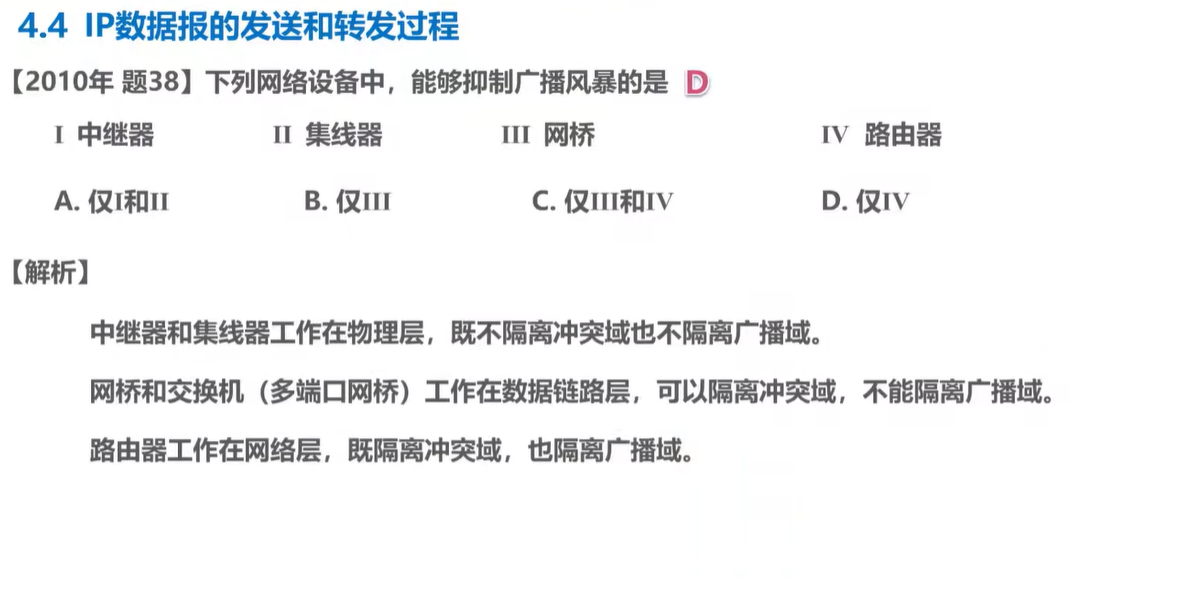 4.4 IP数据报的发送和转发过程
【2010年 题38】下列网络设备中，能够抑制广播风暴的是 D
I 中继器 II 集线器 III 网桥 IV 路由器
A. 仅I和II B. 仅III C. 仅III和IV D. 仅IV
【解析】
中继器和集线器工作在物理层，既不隔离冲突域也不隔离广播域。
网桥和交换机（多端口网桥）工作在数据链路层，可以隔离冲突域，不能隔离广播域。
路由器工作在网络层，既隔离冲突域，也隔离广播域。